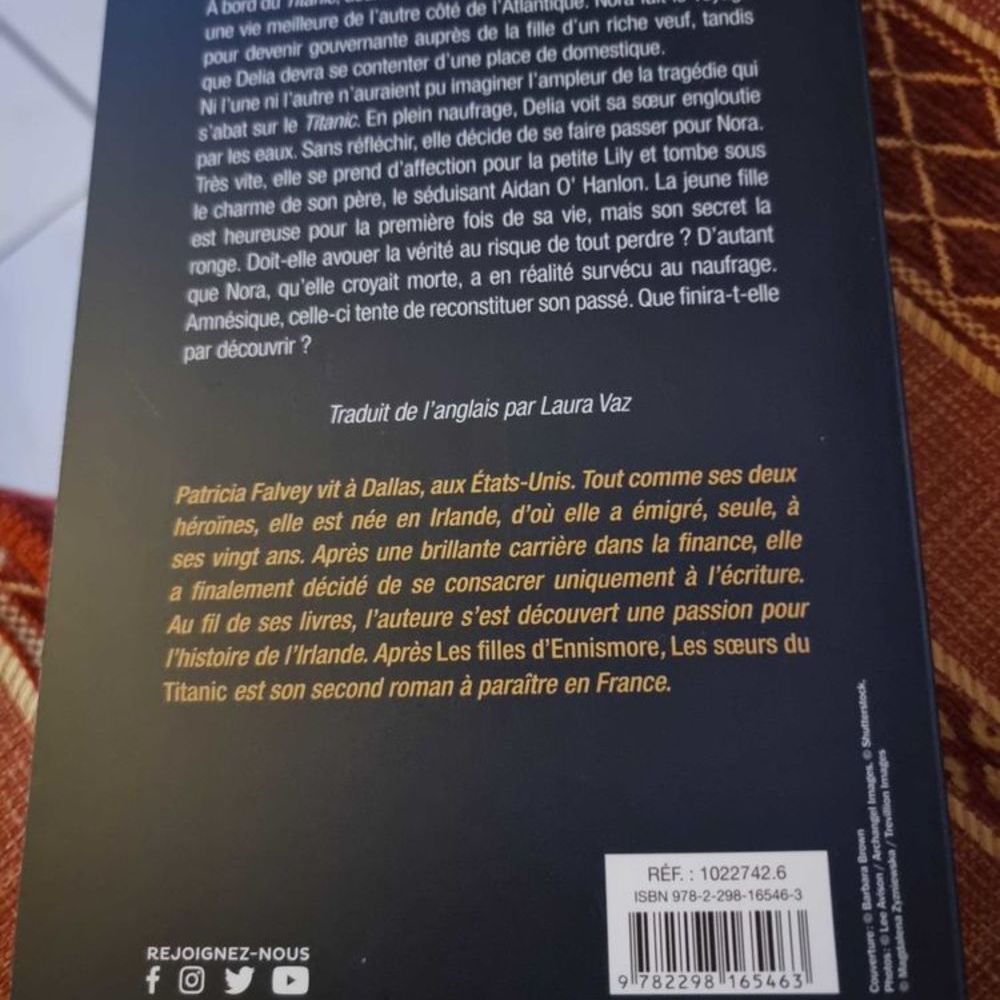 À bord du Titanic,
une vie meilleure de l'autre côté de l'Atlantique. Nora fait le
pour devenir gouvernante auprès de la fille d'un riche veuf, tandis
que Delia devra se contenter d'une place de domestique.
Ni l'une ni l'autre n'auraient pu imaginer l'ampleur de la tragédie qui
s'abat sur le Titanic. En plein naufrage, Delia voit sa sœur engloutie
par les eaux. Sans réfléchir, elle décide de se faire passer pour Nora.
Très vite, elle se prend d'affection pour la petite Lily et tombe sous
le charme de son père, le séduisant Aidan O' Hanlon. La jeune fille
est heureuse pour la première fois de sa vie, mais son secret la
ronge. Doit-elle avouer la vérité au risque de tout perdre ? D'autant
que Nora, qu'elle croyait morte, a en réalité survécu au naufrage.
Amnésique, celle-ci tente de reconstituer son passé. Que finira-t-elle
par découvrir ?
Traduit de l'anglais par Laura Vaz
Patricia Falvey vit à Dallas, aux États-Unis. Tout comme ses deux
héroïnes, elle est née en Irlande, d'où elle a émigré, seule, à
ses vingt ans. Après une brillante carrière dans la finance, elle
a finalement décidé de se consacrer uniquement à l'écriture.
Au fil de ses livres, l'auteure s'est découvert une passion pour
l'histoire de l'Irlande. Après Les filles d'Ennismore, Les sœurs du
Titanic est son second roman à paraître en France.
REJOIGNEZ-NOUS
RÉF. : 1022742.6
ISBN 978-2-298-16546-3
9 782298 165463
Couverture : © Barbara Brown
Photos : © Lee Avison / Archangel Images, © Shutterstock,
© Magdalena Zyzniewska / Trevillion Images